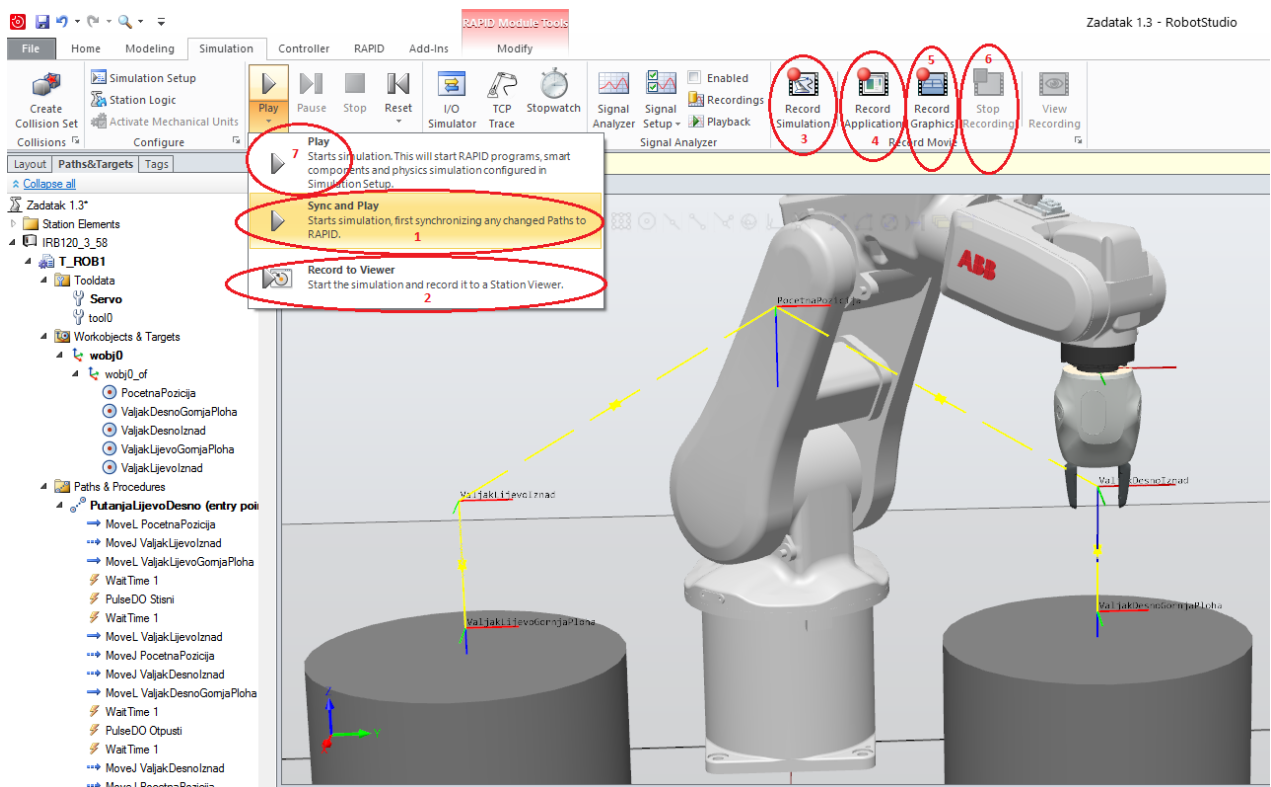 RAPID Module Tools
Zadatak 1.3 - RobotStudio
File Home Modeling Simulation Controller RAPID Add-Ins Modify
5 6
Simulation Setup
Station Logic
Activate Mechanical Units
Create
Collision Set
Collisions
Configure
Play Pause Stop Reset
I/O
Simulator
TCP
Trace
Stopwatch
Signal
Analyzer
Signal
Setup
Enabled
Recordings
Playback
Signal Analyzer
Record
Simulation
3
Record
Application
4
Record
Graphics
Stop
Recording
View
Recording
Record Movie
Layout Paths&Targets Tags
Collapse all
7
Play
Starts simulation. This will start RAPID programs, smart
components and physics simulation configured in
Simulation Setup.
Sync and Play
Starts simulation, first synchronizing any changed Paths to
RAPID.
1
Record to Viewer
Start the simulation and record it to a Station Viewer.
2
Zadatak 1.3*
Station Elements
IRB120_3_58
T_ROB1
Tooldata
Servo
tool0
Workobjects & Targets
wobj0
wobj0_of
PocetnaPozicija
ValjakDesnoGornjaPloha
ValjakDesnoIznad
ValjakLijevoGornjaPloha
ValjakLijevoIznad
Paths & Procedures
PutanjaLijevoDesno (entry poi
MoveL PocetnaPozicija
MoveJ ValjakLijevoIznad
MoveL ValjakLijevoGornjaPloha
WaitTime 1
PulseDO Stisni
WaitTime 1
MoveL ValjakLijevoIznad
MoveJ PocetnaPozicija
MoveJ ValjakDesnoIznad
MoveL ValjakDesnoGornjaPloha
WaitTime 1
PulseDO Otpusti
WaitTime 1
MoveJ ValjakDesnoIznad
MoveJ PocetnaPozicija
ABB
PocetnaPozicija
ValjakLijevoIznad
ValjakDesnoIznad
ValjakLijevoGornjaPloha
ValjakDesnoGornjaPloha
Z
Y